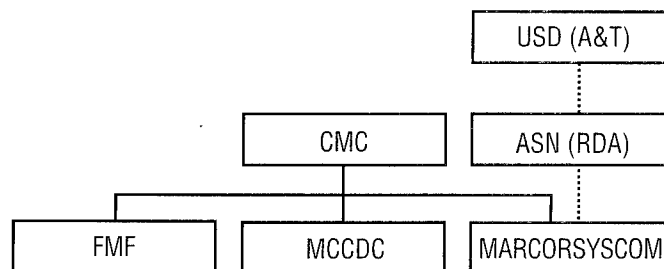 USD (A&T)
CMC
ASN (RDA)
FMF
MCCDC
MARCORSYSCOM